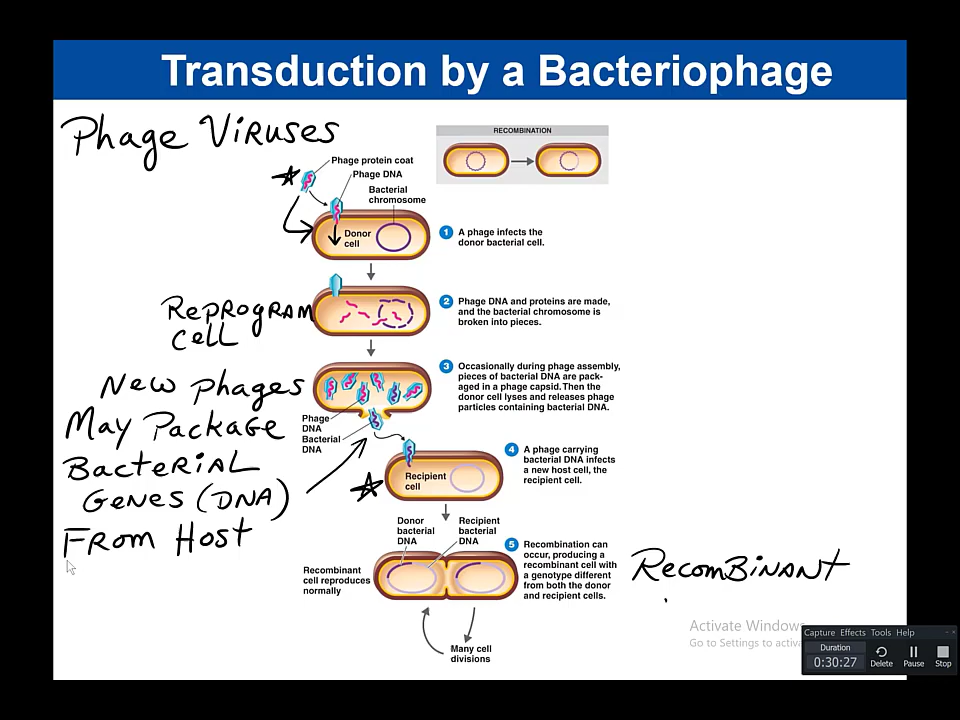 Transduction by a Bacteriophage
Phage Viruses
RECOMBINATION
Phage protein coat
Phage DNA
Bacterial
chromosome
Donor
cell
1 A phage infects the
donor bacterial cell.
Reprogram
Cell
2 Phage DNA and proteins are made,
and the bacterial chromosome is
broken into pieces.
New Phages
May Package
Bacterial
Genes (DNA)
From Host
3 Occasionally during phage assembly,
pieces of bacterial DNA are pack-
aged in a phage capsid. Then the
donor cell lyses and releases phage
particles containing bacterial DNA.
Phage
DNA
Bacterial
DNA
Recipient
cell
4 A phage carrying
bacterial DNA infects
a new host cell, the
recipient cell.
Donor
bacterial
DNA
Recipient
bacterial
DNA
Recombinant
cell reproduces
normally
5 Recombination can
occur, producing a
recombinant cell with
a genotype different
from both the donor
and recipient cells.
Recombinant
Many cell
divisions
Activate Windows
Go to Settings to activa
Capture Effects Tools Help
Duration
0:30:27
Delete Pause Stop